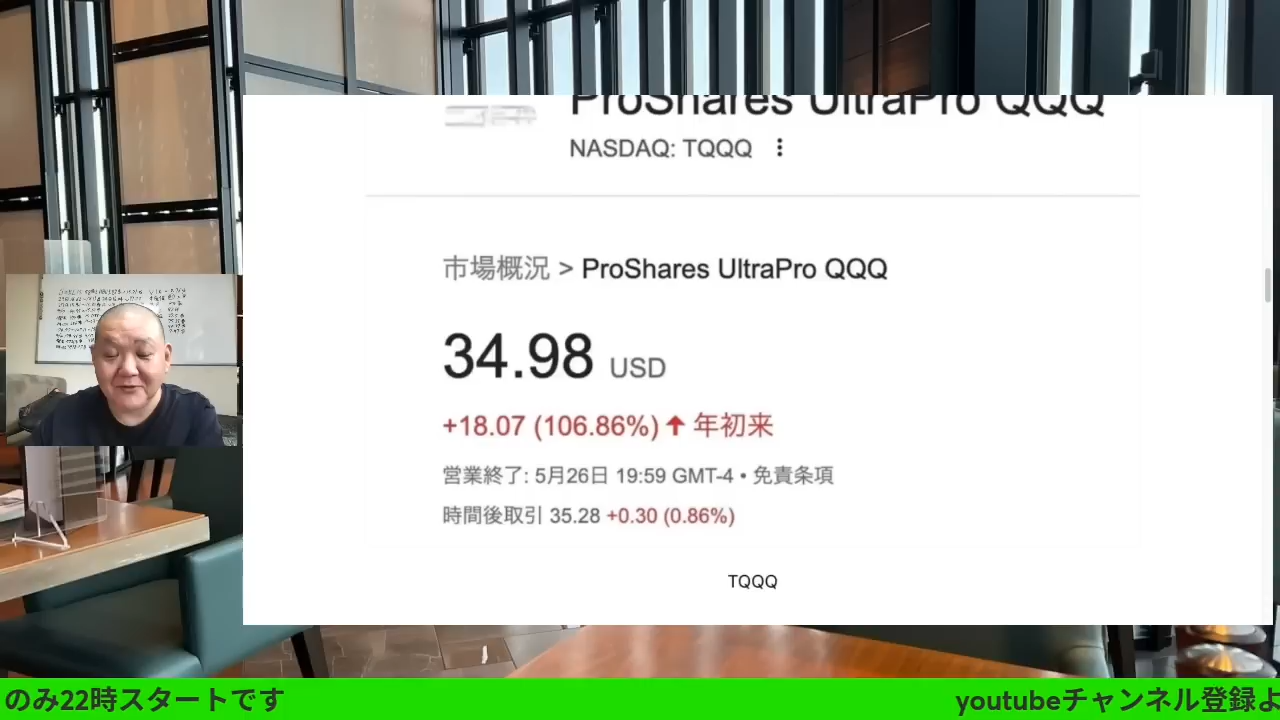 ProShares UltraPro QQQ
NASDAQ: TQQQ
市場概況 > ProShares UltraPro QQQ
34.98 USD
+18.07 (106.86%) ↑ 年初来
営業終了: 5月26日 19:59 GMT-4 • 免責条項
時間後取引 35.28 +0.30 (0.86%)
TQQQ
のみ22時スタートです
youtubeチャンネル登録よ